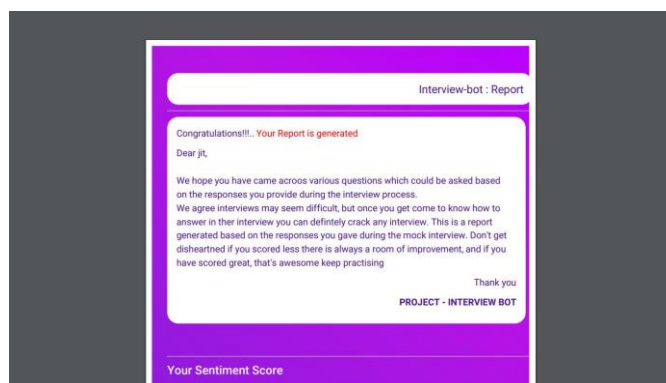 Interview-bot : Report
Congratulations!!!.. Your Report is generated
Dear jit,
We hope you have came acroos various questions which could be asked based
on the responses you provide during the interview process.
We agree interviews may seem difficult, but once you get come to know how to
answer in ther interview you can defintely crack any interview. This is a report
generated based on the responses you gave during the mock interview. Don't get
disheartned if you scored less there is always a room of improvement, and if you
have scored great, that's awesome keep practising
Thank you
PROJECT - INTERVIEW BOT
Your Sentiment Score